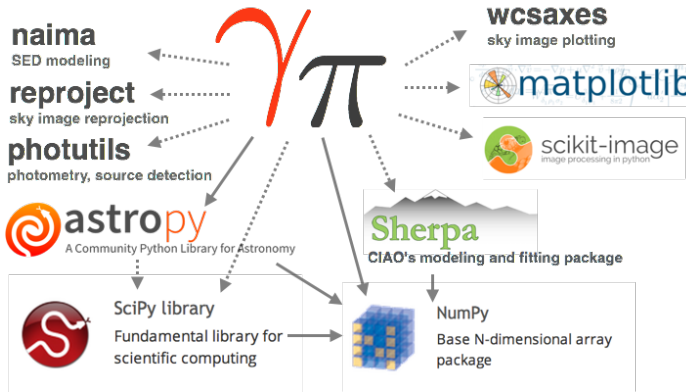 γπ
naima
SED modeling
reproject
sky image reprojection
photutils
photometry, source detection
wcsaxes
sky image plotting
matplotlib
scikit-image
image processing in python
astropy
A Community Python Library for Astronomy
Sherpa
CIAO's modeling and fitting package
SciPy library
Fundamental library for
scientific computing
N
NumPy
Base N-dimensional array
package